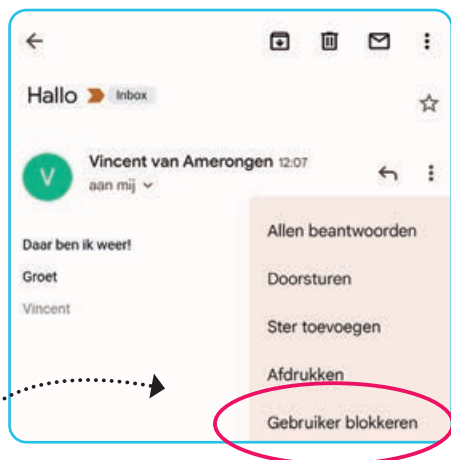 Hallo Inbox
Vincent van Amerongen 12:07
aan mij
V
Daar ben ik weer!
Groet
Vincent
Allen beantwoorden
Doorsturen
Ster toevoegen
Afdrukken
Gebruiker blokkeren